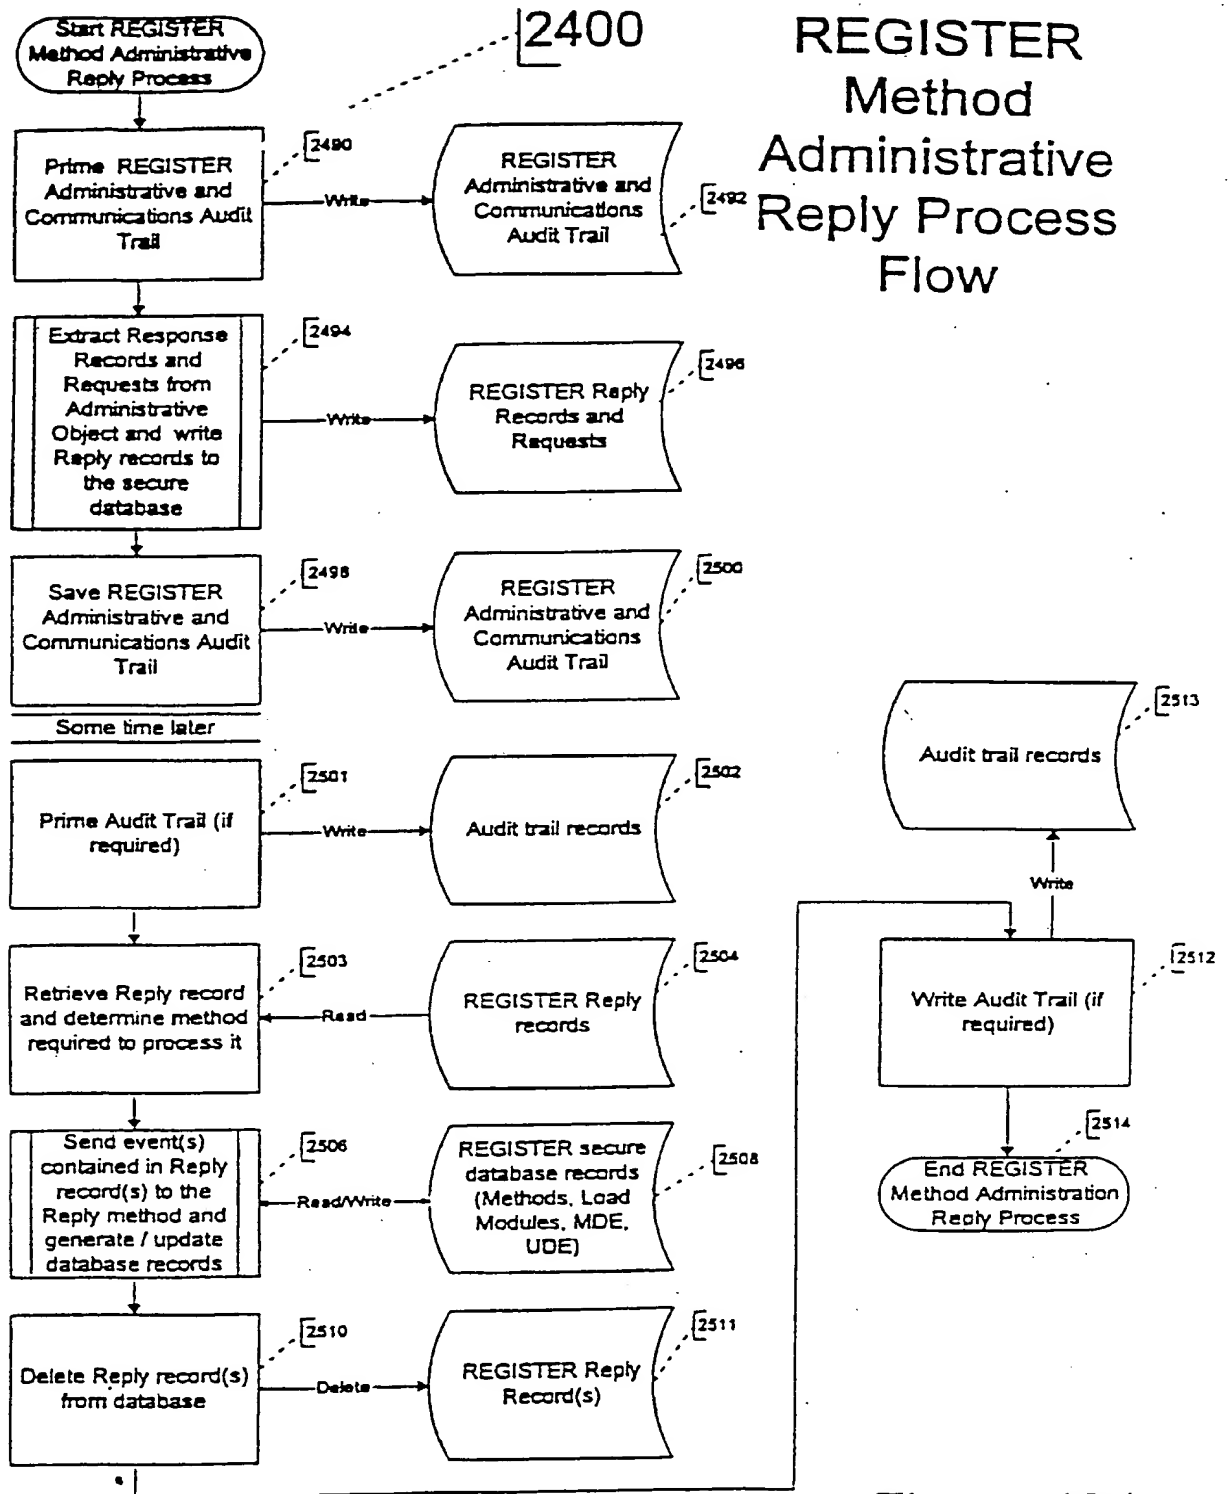 Start REGISTER
Method Administrative
Reply Process
2400
REGISTER
Method
Administrative
Reply Process
Flow
Prime REGISTER
Administrative and
Communications Audit
Trail
2490
Write
REGISTER
Administrative and
Communications
Audit Trail
2492
Extract Response
Records and
Requests from
Administrative
Object and write
Reply records to
the secure
database
2494
Write
REGISTER Reply
Records and
Requests
2496
Save REGISTER
Administrative and
Communications Audit
Trail
2498
Write
REGISTER
Administrative and
Communications
Audit Trail
2500
Some time later
Prime Audit Trail (if
required)
2501
Write
Audit trail records
2502
Retrieve Reply record
and determine method
required to process it
2503
Read
REGISTER Reply
records
2504
Send event(s)
contained in Reply
record(s) to the
Reply method and
generate / update
database records
2506
Read/Write
REGISTER secure
database records
(Methods, Load
Modules, MDE,
UDE)
2508
Delete Reply record(s)
from database
2510
Delete
REGISTER Reply
Record(s)
2511
Audit trail records
2513
Write
Write Audit Trail (if
required)
2512
2514
End REGISTER
Method Administration
Reply Process